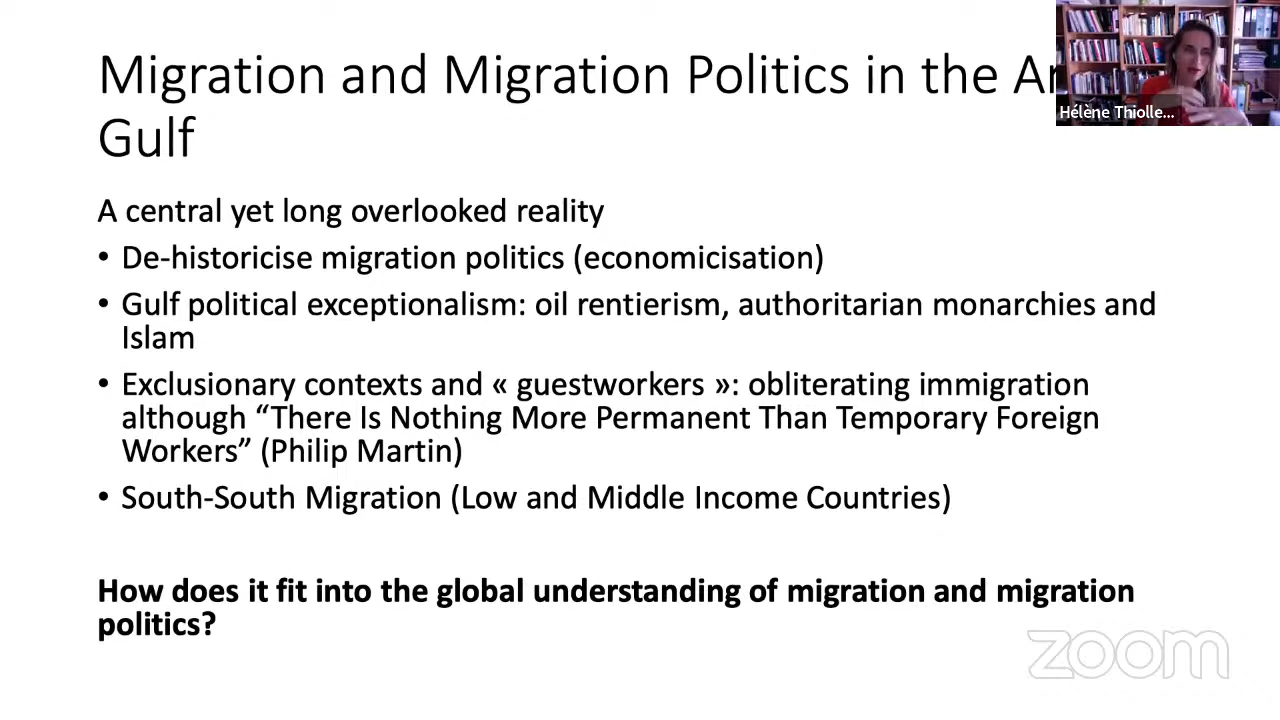 Migration and Migration Politics in the
Gulf
Hélène Thiolle...
A central yet long overlooked reality
• De-historicise migration politics (economicisation)
• Gulf political exceptionalism: oil rentierism, authoritarian monarchies and
Islam
• Exclusionary contexts and « guestworkers »: obliterating immigration
although “There Is Nothing More Permanent Than Temporary Foreign
Workers” (Philip Martin)
• South-South Migration (Low and Middle Income Countries)
How does it fit into the global understanding of migration and migration
politics?
zoom